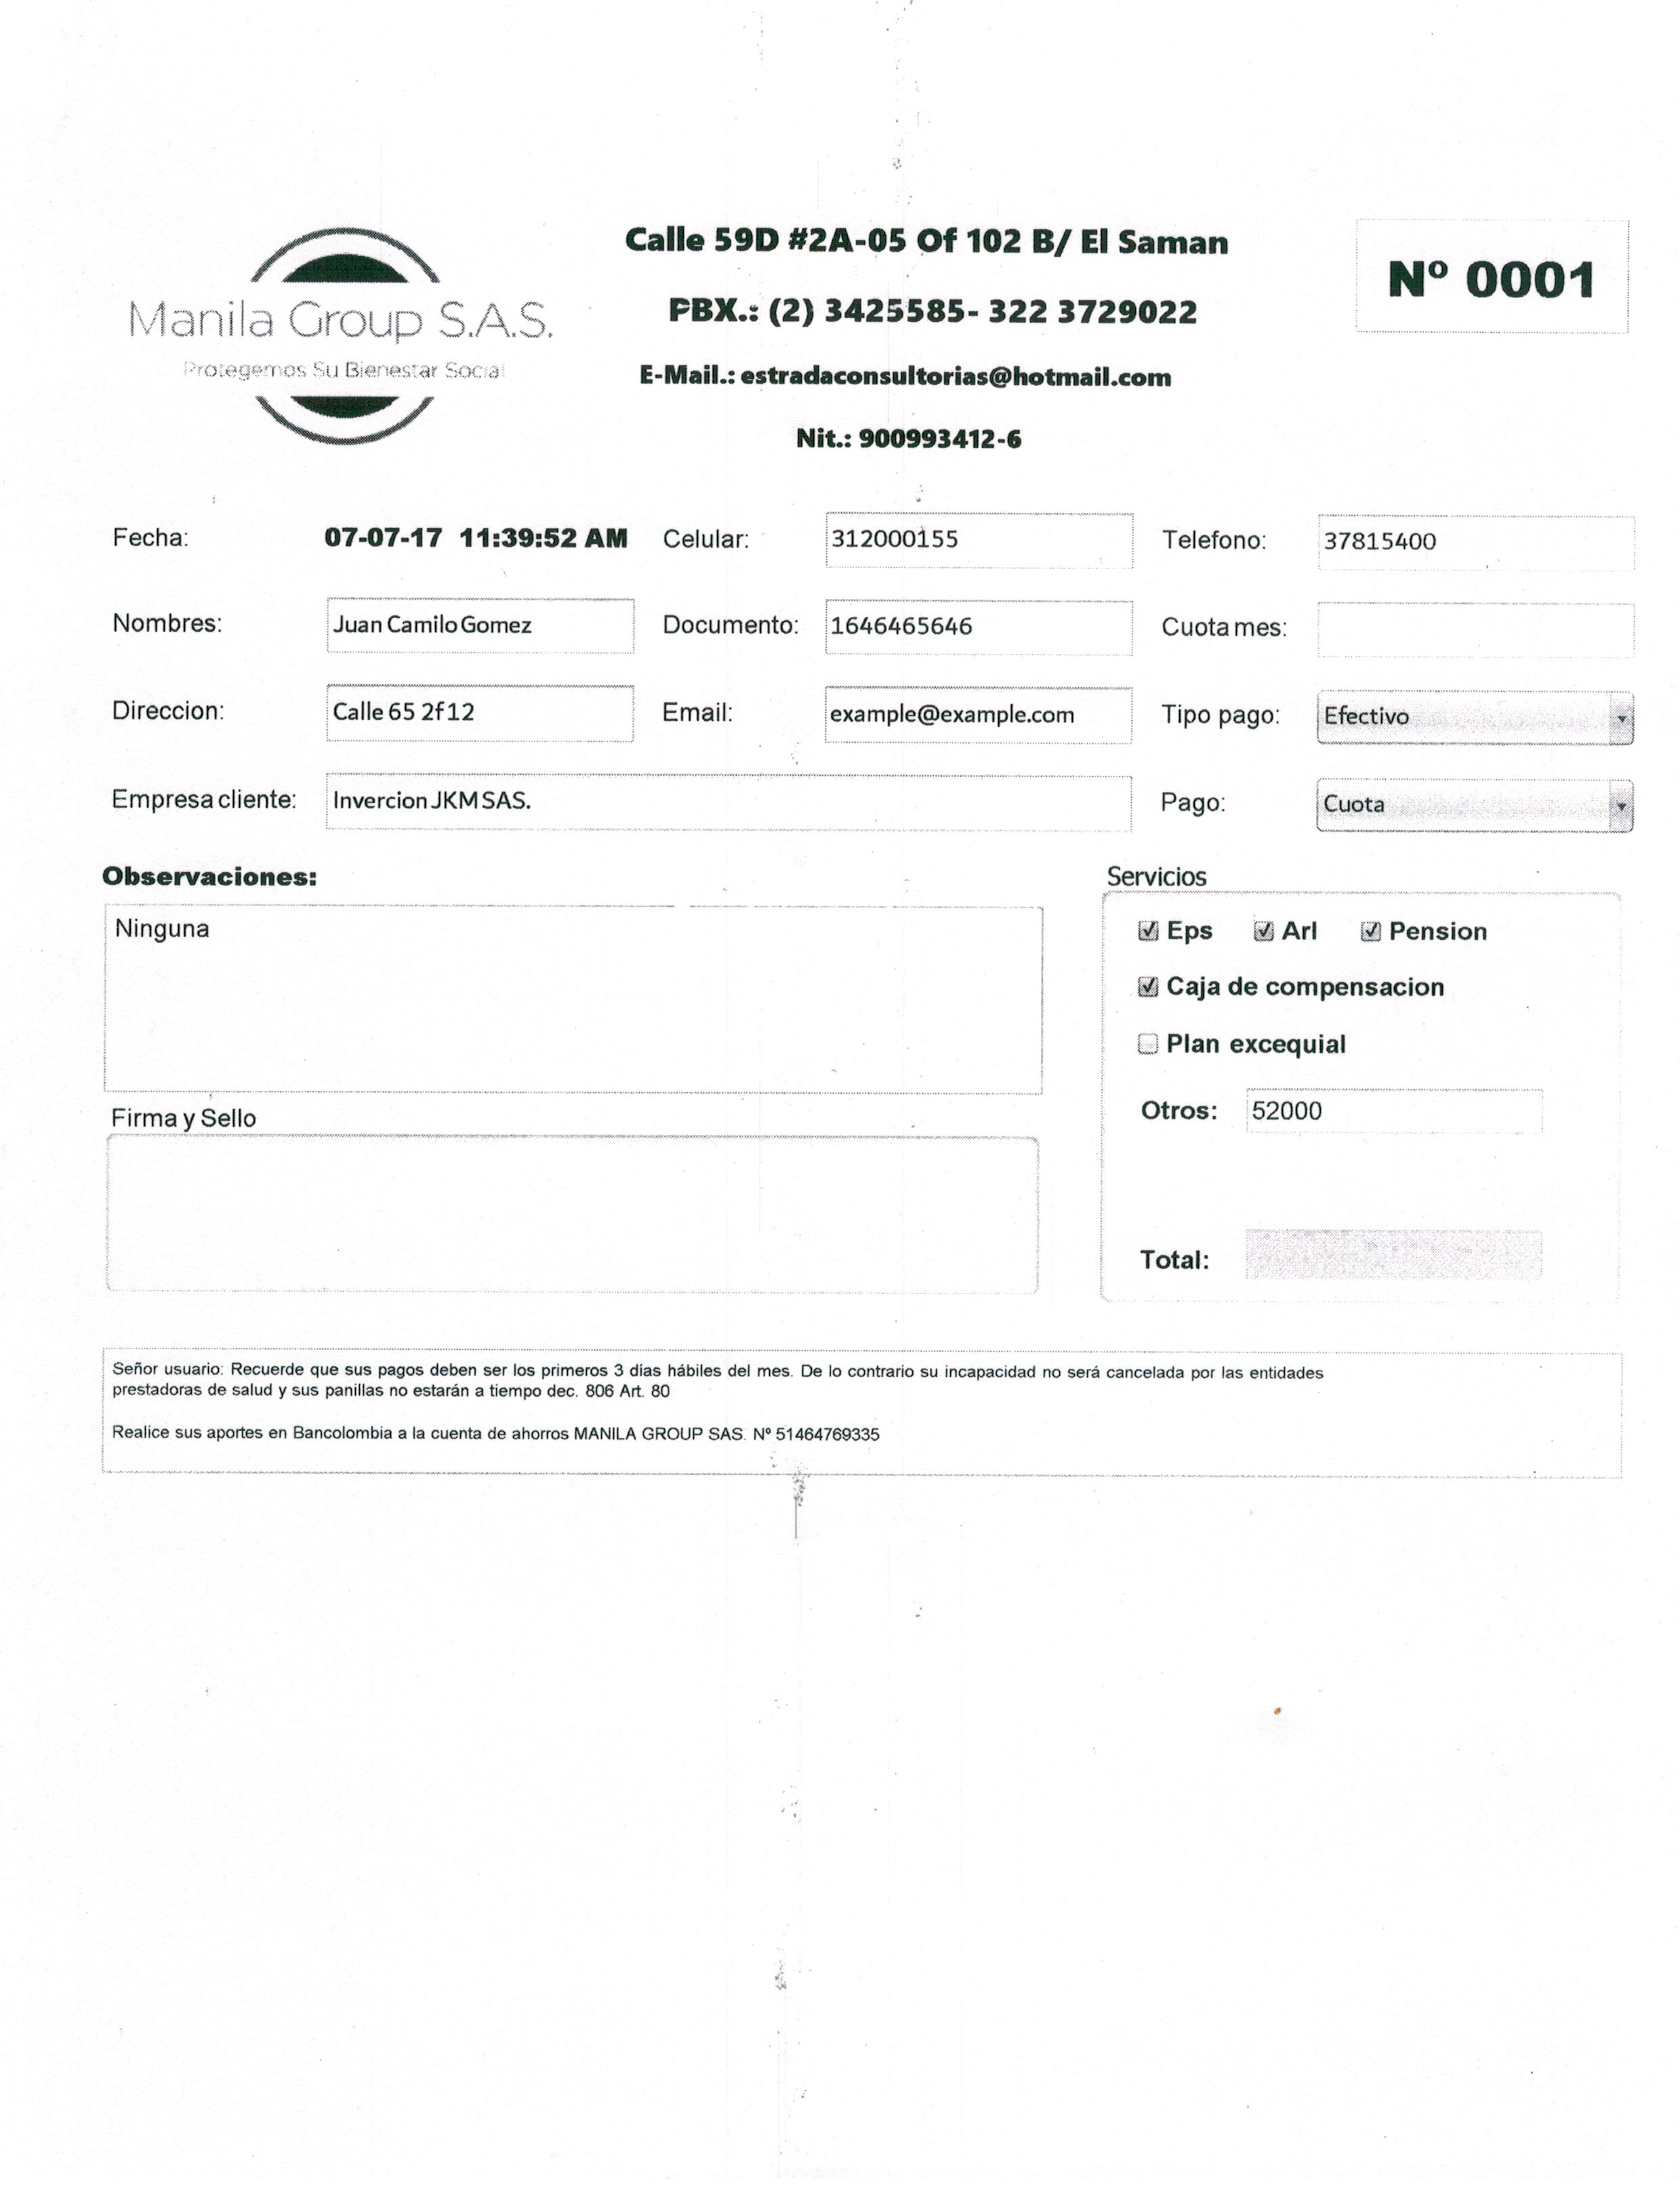 Manila Group S.A.S.
Protegemos Su Bienestar Social
Calle 59D #2A-05 Of 102 B/ El Saman
PBX.: (2) 3425585- 322 3729022
E-Mail.: estradaconsultorias@hotmail.com
Nit.: 900993412-6
Nº 0001
Fecha: 07-07-17 11:39:52 AM Celular: 312000155 Telefono: 37815400
Nombres: Juan Camilo Gomez Documento: 1646465646 Cuota mes:
Direccion: Calle 65 2f12 Email: example@example.com Tipo pago: Efectivo
Empresa cliente: Invercion JKM SAS. Pago: Cuota
Observaciones:
Ninguna
Firma y Sello
Servicios
Eps Arl Pension
Caja de compensacion
Plan excequial
Otros: 52000
Total:
Señor usuario: Recuerde que sus pagos deben ser los primeros 3 días hábiles del mes. De lo contrario su incapacidad no será cancelada por las entidades
prestadoras de salud y sus panillas no estarán a tiempo dec. 806 Art. 80
Realice sus aportes en Bancolombia a la cuenta de ahorros MANILA GROUP SAS. Nº 51464769335